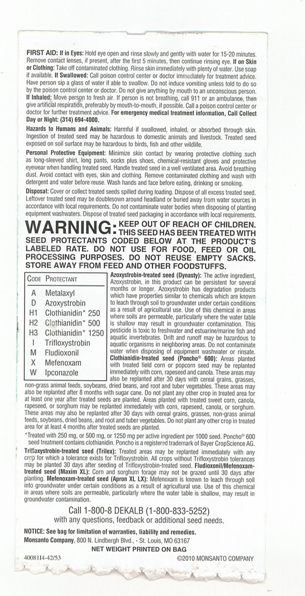 FIRST AID: If in Eyes: Hold eye open and rinse slowly and gently with water for 15-20 minutes.
Remove contact lenses, if present, after the first 5 minutes, then continue rinsing eye. If on Skin
or Clothing: Take off contaminated clothing. Rinse skin immediately with plenty of water. Use soap
if available. If Swallowed: Call poison control center or doctor immediately for treatment advice.
Have person sip a glass of water if able to swallow. Do not induce vomiting unless told to do so
by the poison control center or doctor. Do not give anything by mouth to an unconscious person.
If Inhaled: Move person to fresh air. If person is not breathing, call 911 or an ambulance, then
give artificial respiration, preferably by mouth-to-mouth, if possible. Call a poison control center or
doctor for further treatment advice. For emergency medical treatment information, Call Collect
Day or Night: (314) 694-4000.
Hazards to Humans and Animals: Harmful if swallowed, inhaled, or absorbed through skin.
Ingestion of treated seed may be hazardous to domestic animals and livestock. Treated seed
exposed on soil surface may be hazardous to birds, fish and other wildlife.
Personal Protective Equipment: Minimize skin contact by wearing protective clothing such
as long-sleeved shirt, long pants, socks plus shoes, chemical-resistant gloves and protective
eyewear when handling treated seed. Handle treated seed in a well ventilated area. Avoid breathing
dust. Avoid contact with eyes, skin and clothing. Remove contaminated clothing and wash with
detergent and water before reuse. Wash hands and face before eating, drinking or smoking.
Disposal: Cover or collect treated seeds spilled during loading. Dispose of all excess treated seed.
Leftover treated seed may be doublesown around headland or buried away from water sources in
accordance with local requirements. Do not contaminate water bodies when disposing of planting
equipment washwaters. Dispose of treated seed packaging in accordance with local requirements.
WARNING: KEEP OUT OF REACH OF CHILDREN.
THIS SEED HAS BEEN TREATED WITH
SEED PROTECTANTS CODED BELOW AT THE PRODUCT'S
LABELED RATE. DO NOT USE FOR FOOD, FEED OR OIL
PROCESSING PURPOSES. DO NOT REUSE EMPTY SACKS.
STORE AWAY FROM FEED AND OTHER FOODSTUFFS.
CODE PROTECTANT
A Metalaxyl
D Azoxystrobin
H1 Clothianidin* 250
H2 Clothianidin* 500
H3 Clothianidin* 1250
I Trifloxystrobin
M Fludioxonil
X Mefenoxam
W Ipconazole
Azoxystrobin-treated seed (Dynasty): The active ingredient,
Azoxystrobin, in this product can be persistent for several
months or longer. Azoxystrobin has degradation products
which have properties similar to chemicals which are known
to leach through soil to groundwater under certain conditions
as a result of agricultural use. Use of this chemical in areas
where soils are permeable, particularly where the water table
is shallow may result in groundwater contamination. This
pesticide is toxic to freshwater and estuarine/marine fish and
aquatic invertebrates. Drift and runoff may be hazardous to
aquatic organisms in neighboring areas. Do not contaminate
water when disposing of equipment washwater or rinsate.
Clothianidin-treated seed (Poncho® 600): Areas planted
with treated field corn or popcorn seed may be replanted
immediately with corn, rapeseed and canola. These areas may
also be replanted after 30 days with cereal grains, grasses,
non-grass animal feeds, soybeans, dried beans, and root and tuber vegetables. These areas may
also be replanted after 8 months with sugar cane. Do not plant any other crop in treated area for
at least one year after treated seeds are planted. Areas planted with treated sweet corn, canola,
rapeseed, or sorghum may be replanted immediately with corn, rapeseed, canola, or sorghum.
These areas may also be replanted after 30 days with cereal grains, grasses, non-grass animal
feeds, soybeans, dried beans, and root and tuber vegetables. Do not plant any other crop in treated
area for at least 4 months after treated seeds are planted.
*Treated with 250 mg, or 500 mg, or 1250 mg per active ingredient per 1000 seed. Poncho® 600
seed treatment contains clothianidin. Poncho is a registered trademark of Bayer CropScience AG.
Trifloxystrobin-treated seed (Trilex): Treated areas may be replanted immediately with any
crop for which a tolerance exists for Trifloxystrobin. All crops without Trifloxystrobin tolerances
may be planted 30 days after seeding of Trifloxystrobin-treated seed. Fludioxonil/Mefenoxam-
treated seed (Maxim XL): Corn and sorghum forage may not be grazed until 30 days after
planting. Mefenoxam-treated seed (Apron XL LX): Mefenoxam is known to leach through soil
into groundwater under certain conditions as a result of agricultural use. Use of this chemical
in areas where soils are permeable, particularly where the water table is shallow, may result in
groundwater contamination.
Call 1-800-8 DEKALB (1-800-833-5252)
with any questions, feedback or additional seed needs.
NOTICE: See bag for limitation of warranties, liability and remedies.
Monsanto Company, 800 N. Lindbergh Blvd., - St. Louis, MO 63167
NET WEIGHT PRINTED ON BAG
4008114-42/53 ©2010 MONSANTO COMPANY